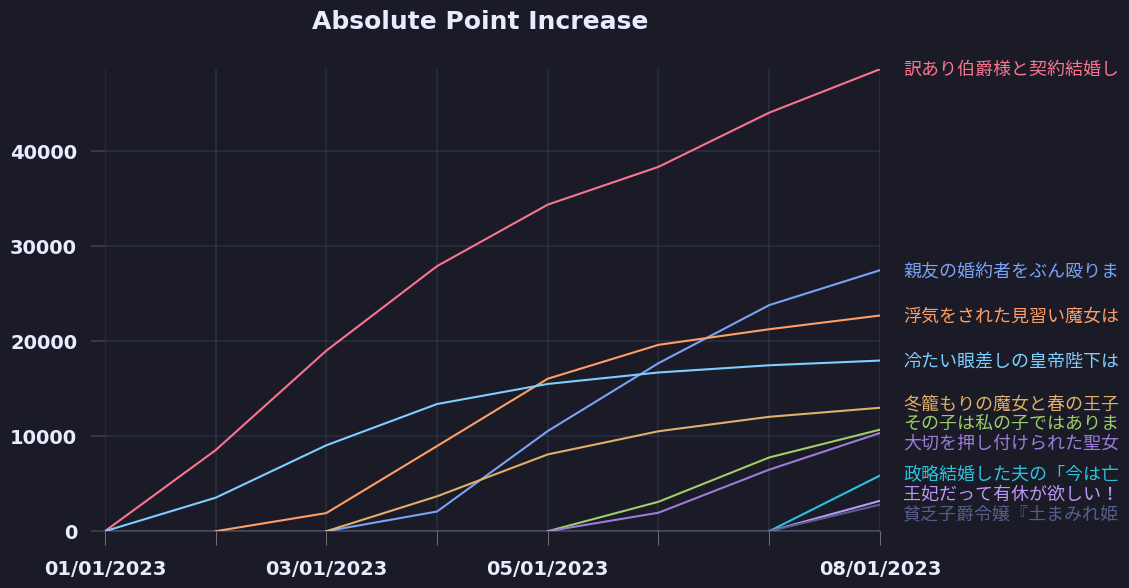 Absolute Point Increase
訳あり伯爵様と契約結婚し
40000
30000
親友の婚約者をぶん殴りま
浮気をされた見習い魔女は
20000
冷たい眼差しの皇帝陛下は
冬籠もりの魔女と春の王子
その子は私の子ではありま
10000
大切を押し付けられた聖女
政略結婚した夫の「今は亡
王妃だって有休が欲しい！
貧乏子爵令嬢『土まみれ姫
0
01/01/2023 03/01/2023 05/01/2023 08/01/2023